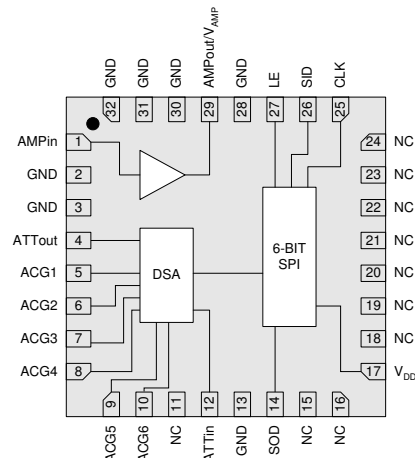 GND
GND
GND
AMPout/VAMP
GND
LE
SID
CLK
32
31
30
29
28
27
26
25
AMPin 1
GND 2
GND 3
ATTout 4
ACG1 5
ACG2 6
ACG3 7
ACG4 8
DSA
6-BIT
SPI
24 NC
23 NC
22 NC
21 NC
20 NC
19 NC
18 NC
17 VDD
9
10
11
12
13
14
15
16
ACG5
ACG6
NC
ATTin
GND
SOD
NC
NC